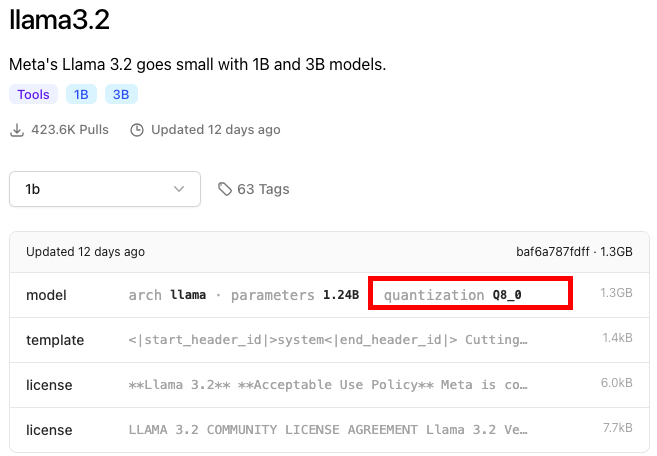 llama3.2
Meta's Llama 3.2 goes small with 1B and 3B models.
Tools 1B 3B
423.6K Pulls Updated 12 days ago
1b 63 Tags
Updated 12 days ago baf6a787fdff · 1.3GB
model arch llama · parameters 1.24B quantization Q8_0 1.3GB
template <|start_header_id|>system<|end_header_id|> Cutting… 1.4kB
license **Llama 3.2** **Acceptable Use Policy** Meta is co… 6.0kB
license LLAMA 3.2 COMMUNITY LICENSE AGREEMENT Llama 3.2 Ve… 7.7kB